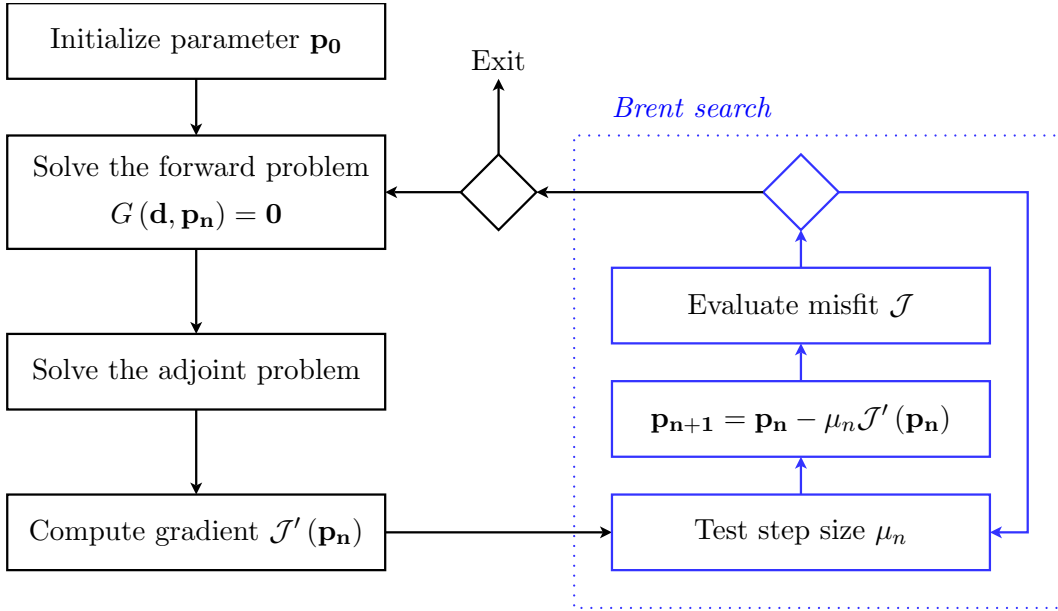 Initialize parameter p₀
Solve the forward problem
G (d, pₙ) = 0
Solve the adjoint problem
Compute gradient 𝒥′ (pₙ)
Exit
Brent search
Evaluate misfit 𝒥
pₙ₊₁ = pₙ − μₙ𝒥′ (pₙ)
Test step size μₙ